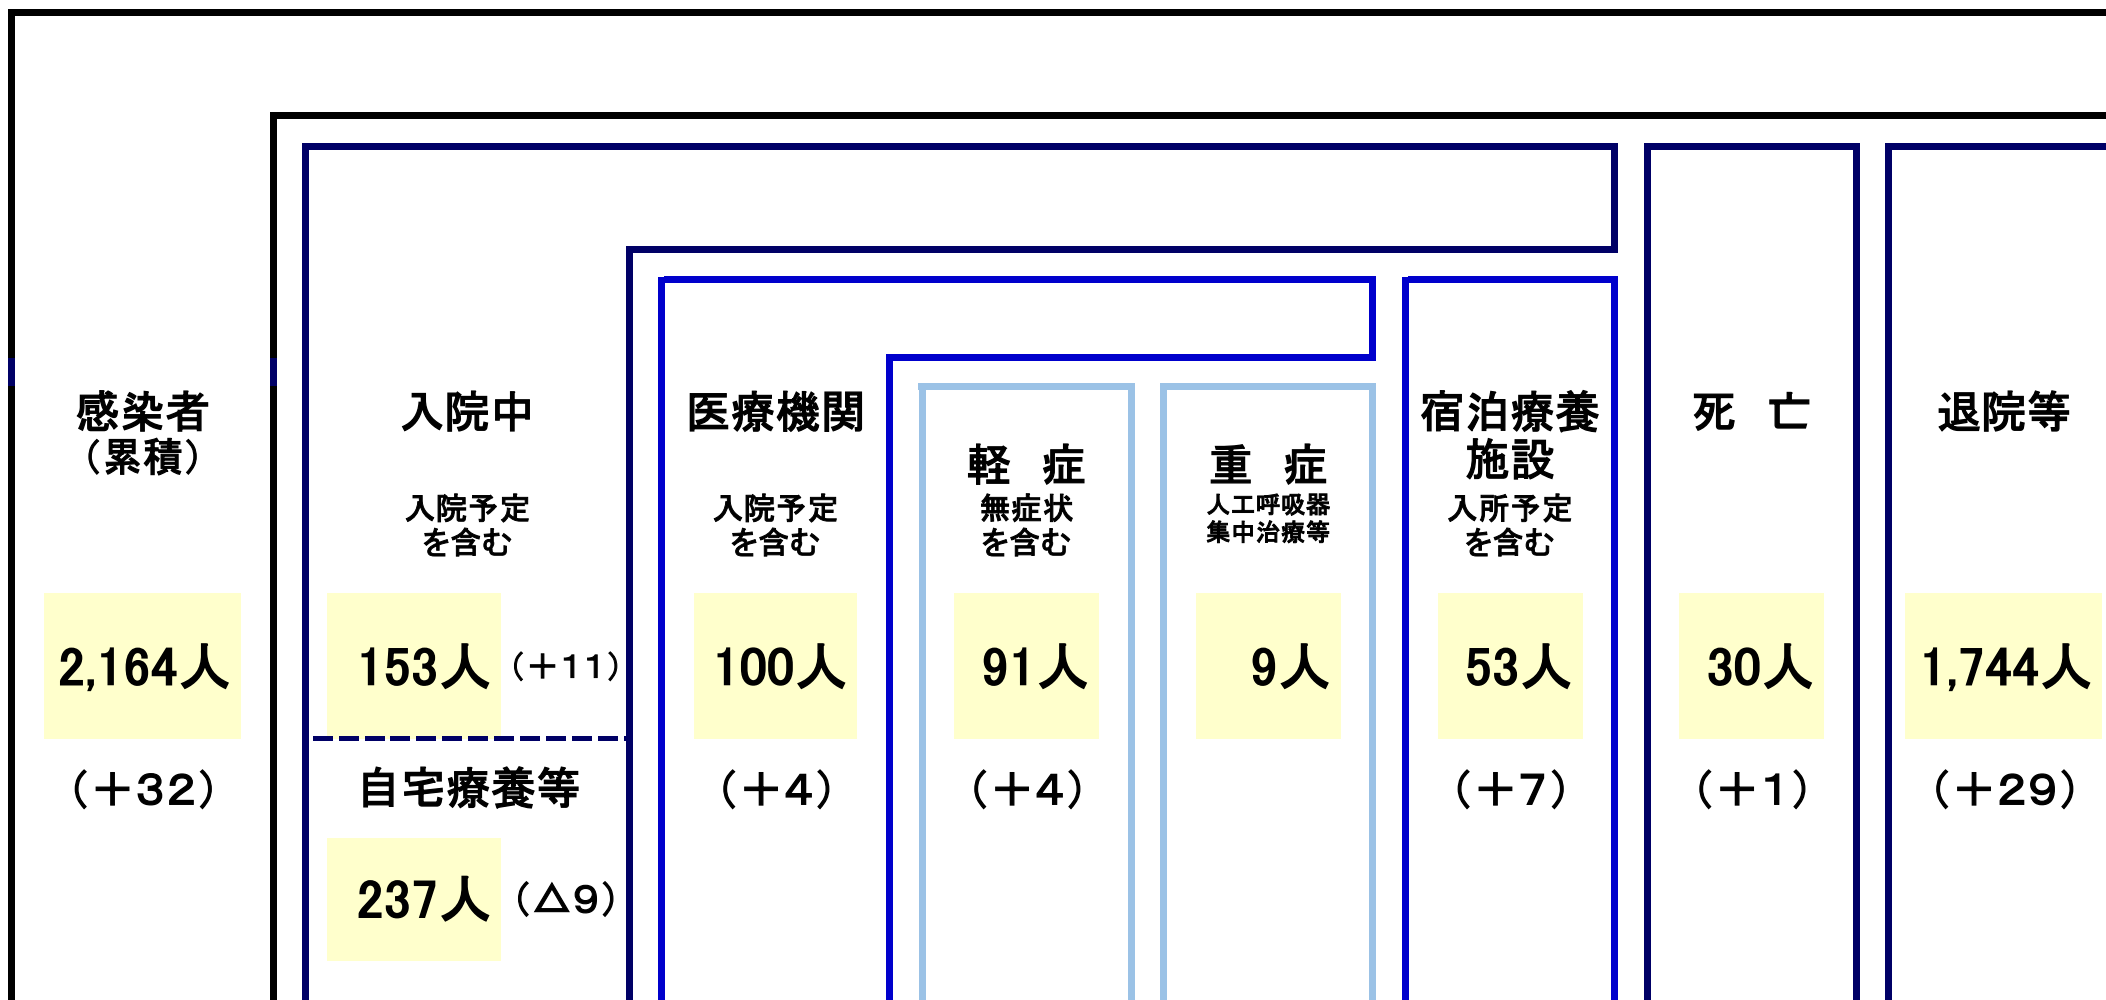 感染者
（累積）
2,164人
（＋32）
入院中
入院予定
を含む
153人（＋11）
自宅療養等
237人（△9）
医療機関
入院予定
を含む
100人
（＋4）
軽　症
無症状
を含む
91人
（＋4）
重　症
人工呼吸器
集中治療等
9人
宿泊療養
施設
入所予定
を含む
53人
（＋7）
死　亡
30人
（＋1）
退院等
1,744人
（＋29）